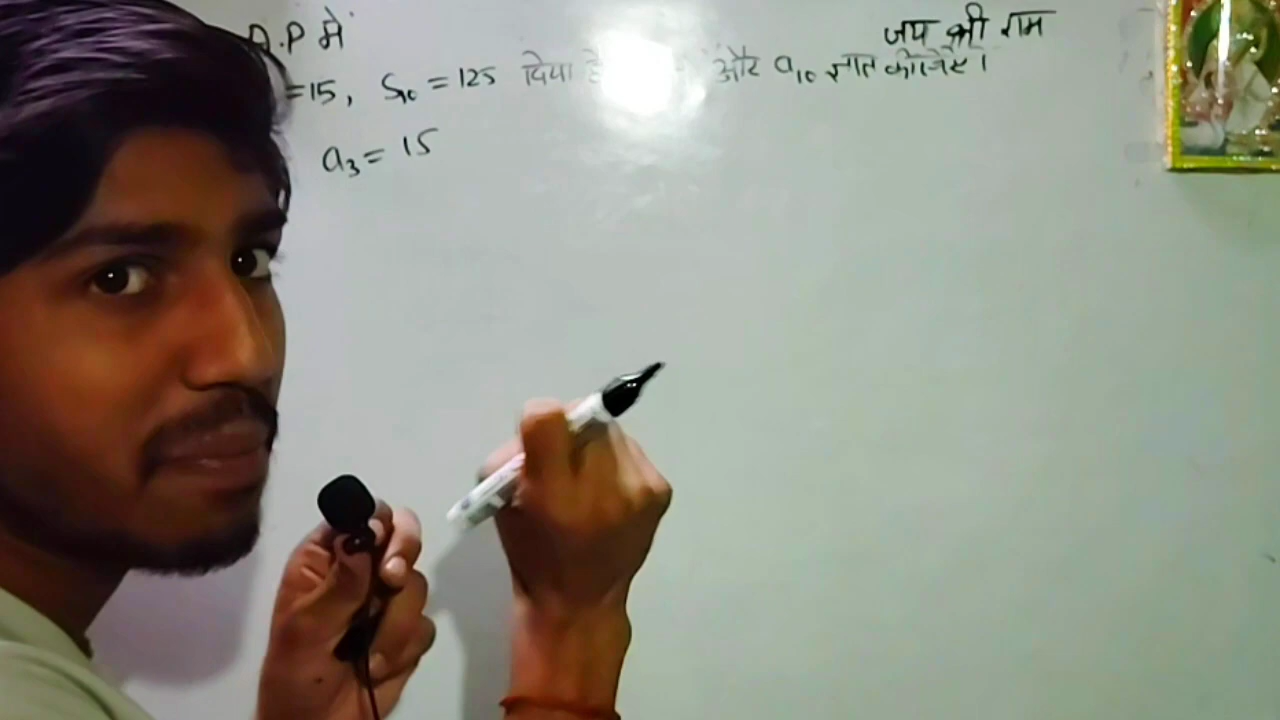 A.P में
जय श्री राम
=15, S₁₀ = 125 दिया है और a₁₀ ज्ञात कीजिए।
a₃ = 15